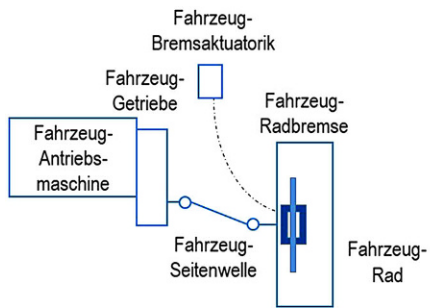 Fahrzeug-
Bremsaktuatorik
Fahrzeug-
Getriebe
Fahrzeug-
Radbremse
Fahrzeug-
Antriebs-
maschine
Fahrzeug-
Seitenwelle
Fahrzeug-
Rad